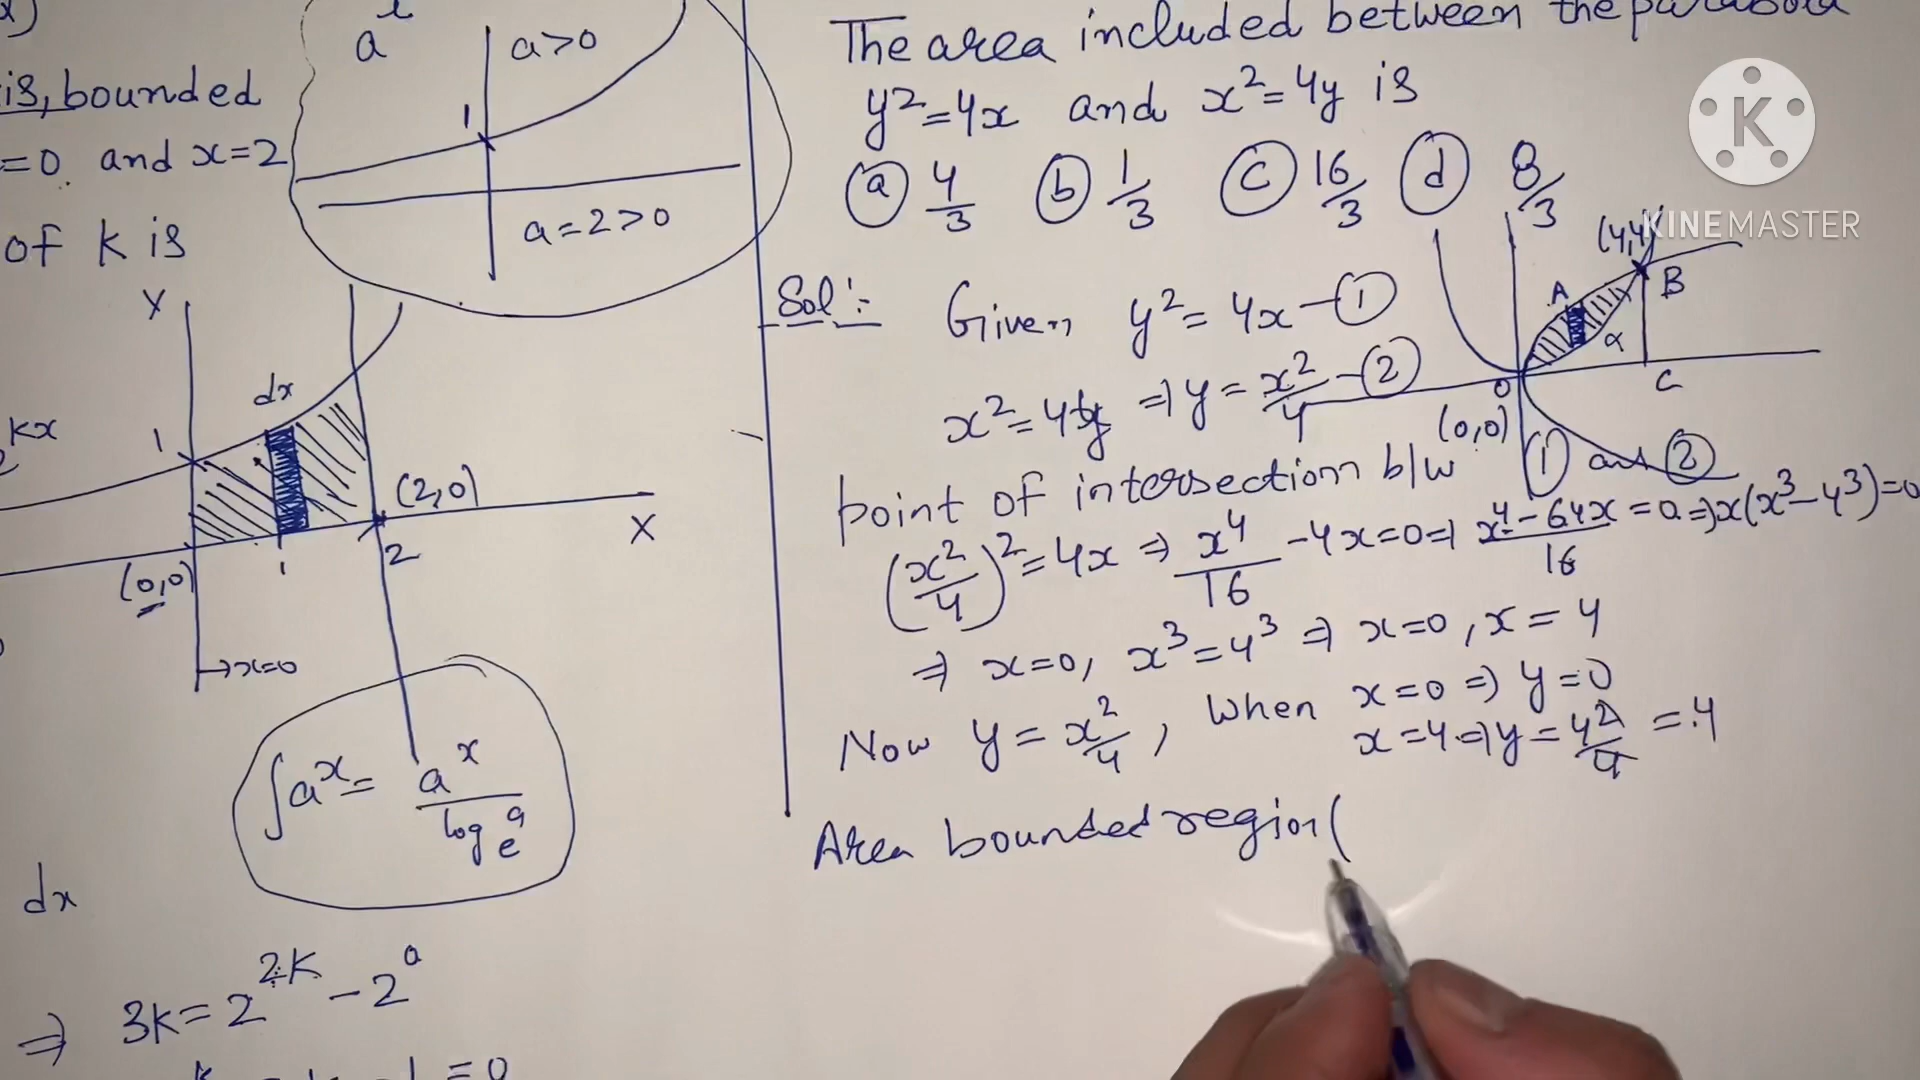 x)
is, bounded
=0 and x=2
of k is
a^x
a>0
1
a=2>0
Y
dx
kx
1
(2,0)
X
(0,0)
1
2
→x=0
∫a^x = a^x/log_e^a
dx
⇒ 3k = 2^2k - 2^0
= 0
The area included between the parabola
y²=4x and x²=4y is
(a) 4/3 (b) 1/3 (c) 16/3 (d) 8/3
K
KINEMASTER
(4,4)
A
B
O
C
(0,0)
Sol:- Given y²=4x—①
x²=4y ⇒ y=x²/4—②
point of intersection b/w ① and ②
(x²/4)²=4x ⇒ x⁴/16 -4x=0 ⇒ x⁴-64x/16 =0 ⇒ x(x³-4³)=0
⇒ x=0, x³=4³ ⇒ x=0, x=4
Now y=x²/4, When x=0 ⇒ y=0
x=4 ⇒ y=4²/4 =4
Area bounded region(